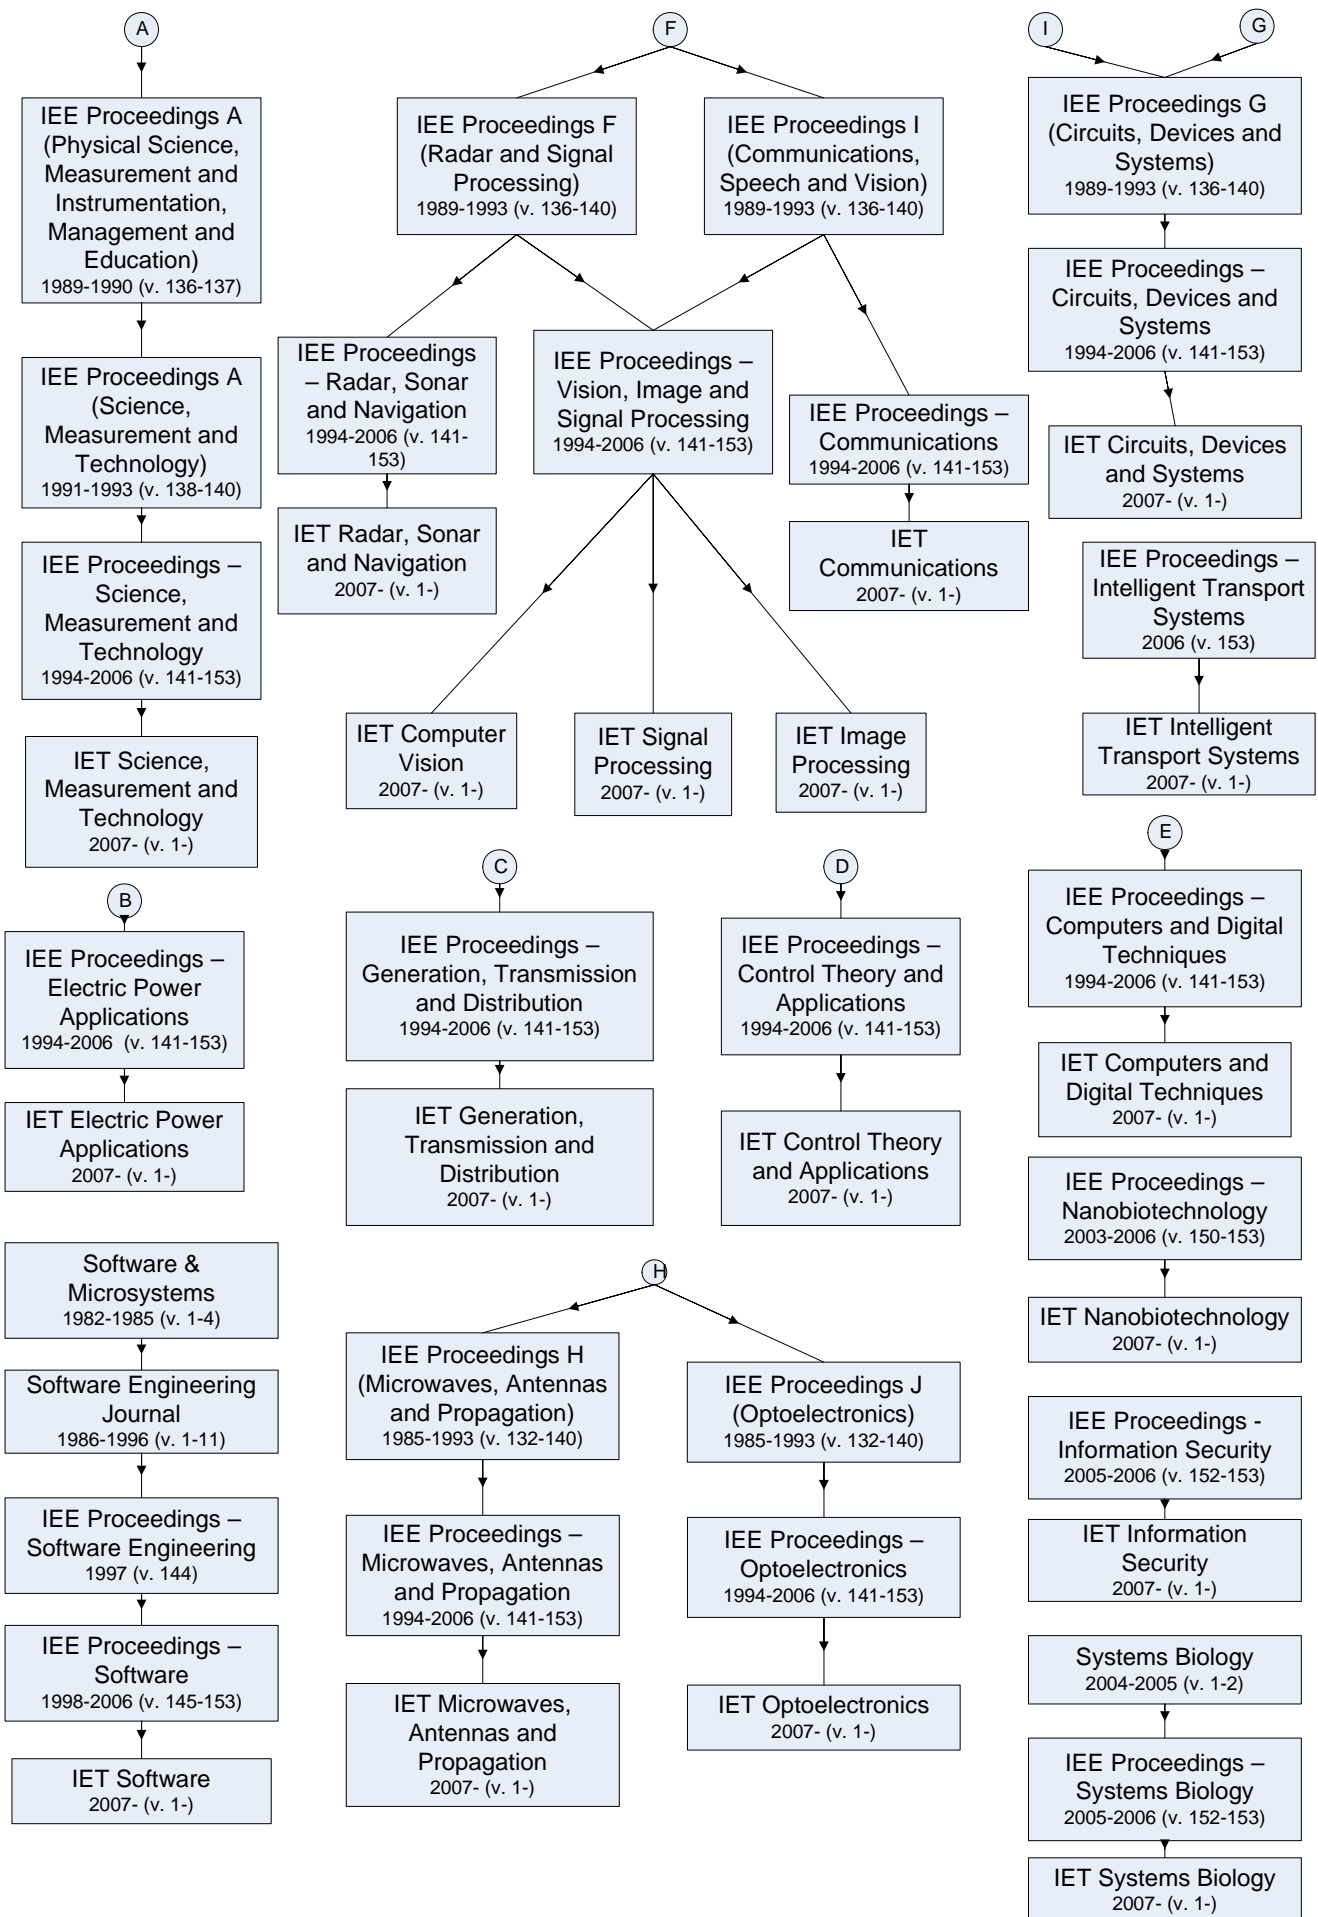 A
IEE Proceedings A
(Physical Science,
Measurement and
Instrumentation,
Management and
Education)
1989-1990 (v. 136-137)
IEE Proceedings A
(Science,
Measurement and
Technology)
1991-1993 (v. 138-140)
IEE Proceedings –
Science,
Measurement and
Technology
1994-2006 (v. 141-153)
IET Science,
Measurement and
Technology
2007- (v. 1-)
F
IEE Proceedings F
(Radar and Signal
Processing)
1989-1993 (v. 136-140)
IEE Proceedings I
(Communications,
Speech and Vision)
1989-1993 (v. 136-140)
IEE Proceedings
– Radar, Sonar
and Navigation
1994-2006 (v. 141-
153)
IET Radar, Sonar
and Navigation
2007- (v. 1-)
IEE Proceedings –
Vision, Image and
Signal Processing
1994-2006 (v. 141-153)
IEE Proceedings –
Communications
1994-2006 (v. 141-153)
IET
Communications
2007- (v. 1-)
IET Computer
Vision
2007- (v. 1-)
IET Signal
Processing
2007- (v. 1-)
IET Image
Processing
2007- (v. 1-)
I
G
IEE Proceedings G
(Circuits, Devices and
Systems)
1989-1993 (v. 136-140)
IEE Proceedings –
Circuits, Devices and
Systems
1994-2006 (v. 141-153)
IET Circuits, Devices
and Systems
2007- (v. 1-)
IEE Proceedings –
Intelligent Transport
Systems
2006 (v. 153)
IET Intelligent
Transport Systems
2007- (v. 1-)
B
IEE Proceedings –
Electric Power
Applications
1994-2006 (v. 141-153)
IET Electric Power
Applications
2007- (v. 1-)
C
IEE Proceedings –
Generation, Transmission
and Distribution
1994-2006 (v. 141-153)
IET Generation,
Transmission and
Distribution
2007- (v. 1-)
D
IEE Proceedings –
Control Theory and
Applications
1994-2006 (v. 141-153)
IET Control Theory
and Applications
2007- (v. 1-)
E
IEE Proceedings –
Computers and Digital
Techniques
1994-2006 (v. 141-153)
IET Computers and
Digital Techniques
2007- (v. 1-)
IEE Proceedings –
Nanobiotechnology
2003-2006 (v. 150-153)
IET Nanobiotechnology
2007- (v. 1-)
Software &
Microsystems
1982-1985 (v. 1-4)
Software Engineering
Journal
1986-1996 (v. 1-11)
IEE Proceedings –
Software Engineering
1997 (v. 144)
IEE Proceedings –
Software
1998-2006 (v. 145-153)
IET Software
2007- (v. 1-)
H
IEE Proceedings H
(Microwaves, Antennas
and Propagation)
1985-1993 (v. 132-140)
IEE Proceedings –
Microwaves, Antennas
and Propagation
1994-2006 (v. 141-153)
IET Microwaves,
Antennas and
Propagation
2007- (v. 1-)
IEE Proceedings J
(Optoelectronics)
1985-1993 (v. 132-140)
IEE Proceedings –
Optoelectronics
1994-2006 (v. 141-153)
IET Optoelectronics
2007- (v. 1-)
IEE Proceedings -
Information Security
2005-2006 (v. 152-153)
IET Information
Security
2007- (v. 1-)
Systems Biology
2004-2005 (v. 1-2)
IEE Proceedings –
Systems Biology
2005-2006 (v. 152-153)
IET Systems Biology
2007- (v. 1-)